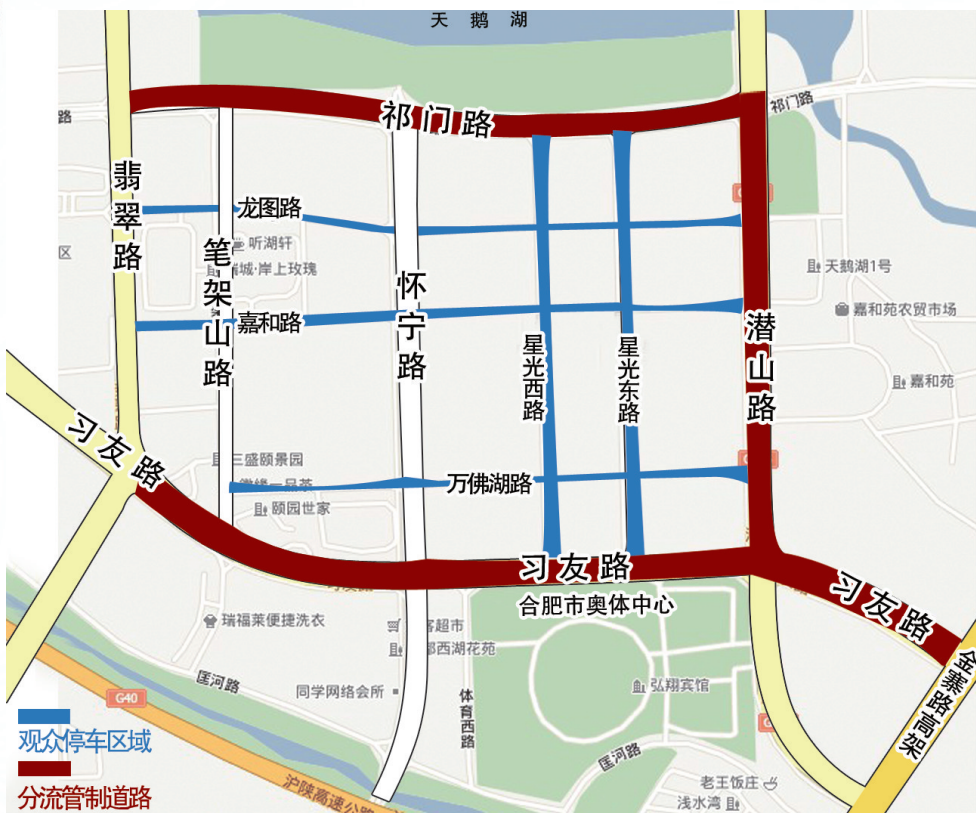 天鹅湖
祁门路
祁门路
路
翡翠路
龙图路
听湖轩
城·岸上玫瑰
区
笔架山路
怀宁路
天鹅湖1号
嘉和路
嘉和苑农贸市场
星光西路
星光东路
潜山路
嘉和苑
习友路
三盛颐景园
万佛湖路
颐园世家
习友路
合肥市奥体中心
习友路
瑞福莱便捷洗衣
客超市
西湖花苑
金寨路高架
匡河路
同学网络会所
体育西路
弘翔宾馆
G40
观众停车区域
匡河路
沪陕高速公路
老王饭庄
分流管制道路
浅水湾